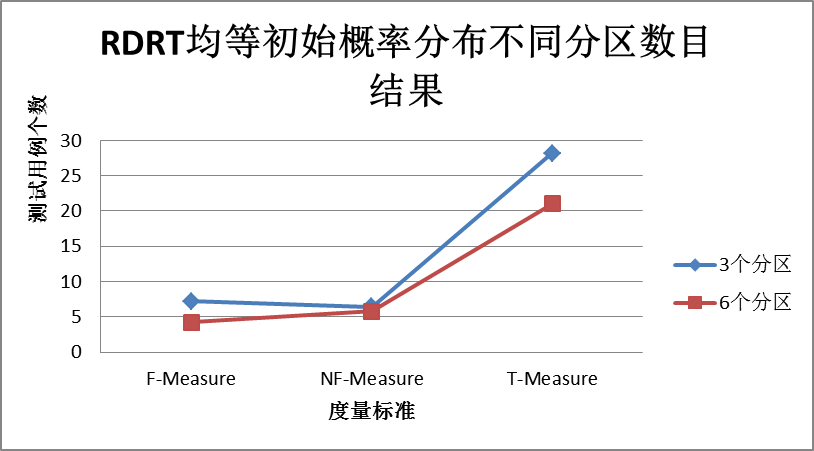 RDRT均等初始概率分布不同分区数目
结果
测试用例个数
30
25
20
15
10
5
0
F-Measure
NF-Measure
T-Measure
度量标准
3个分区
6个分区